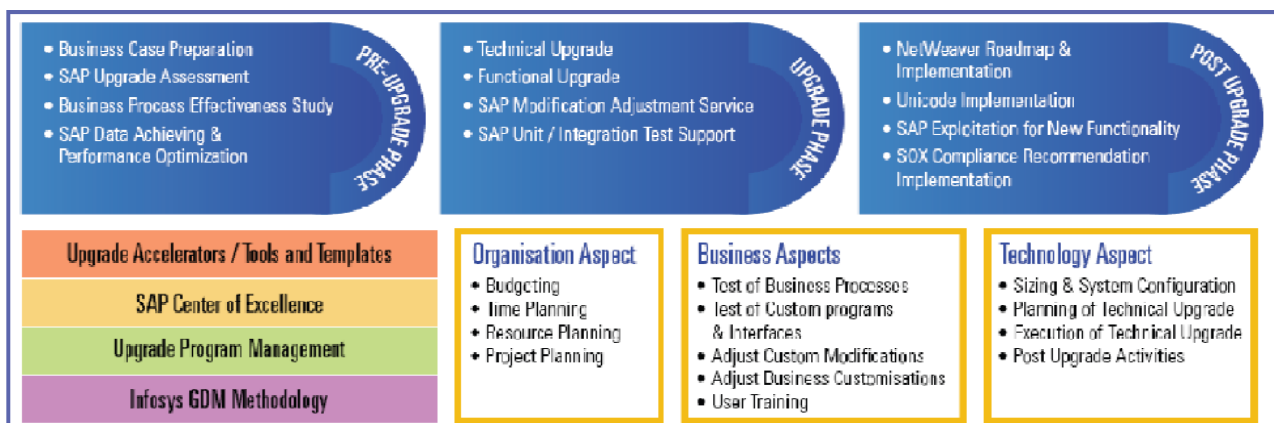 • Business Case Preparation
• SAP Upgrade Assessment
• Business Process Effectiveness Study
• SAP Data Achieving &
Performance Optimization
PRE-UPGRADE PHASE
• Technical Upgrade
• Functional Upgrade
• SAP Modification Adjustment Service
• SAP Unit / Integration Test Support
UPGRADE PHASE
• NetWeaver Roadmap &
Implementation
• Unicode Implementation
• SAP Exploitation for New Functionality
• SOX Compliance Recommendation
Implementation
POST UPGRADE PHASE
Upgrade Accelerators / Tools and Templates
SAP Center of Excellence
Upgrade Program Management
Infosys GDM Methodology
Organisation Aspect
• Budgeting
• Time Planning
• Resource Planning
• Project Planning
Business Aspects
• Test of Business Processes
• Test of Custom programs
& Interfaces
• Adjust Custom Modifications
• Adjust Business Customisations
• User Training
Technology Aspect
• Sizing & System Configuration
• Planning of Technical Upgrade
• Execution of Technical Upgrade
• Post Upgrade Activities